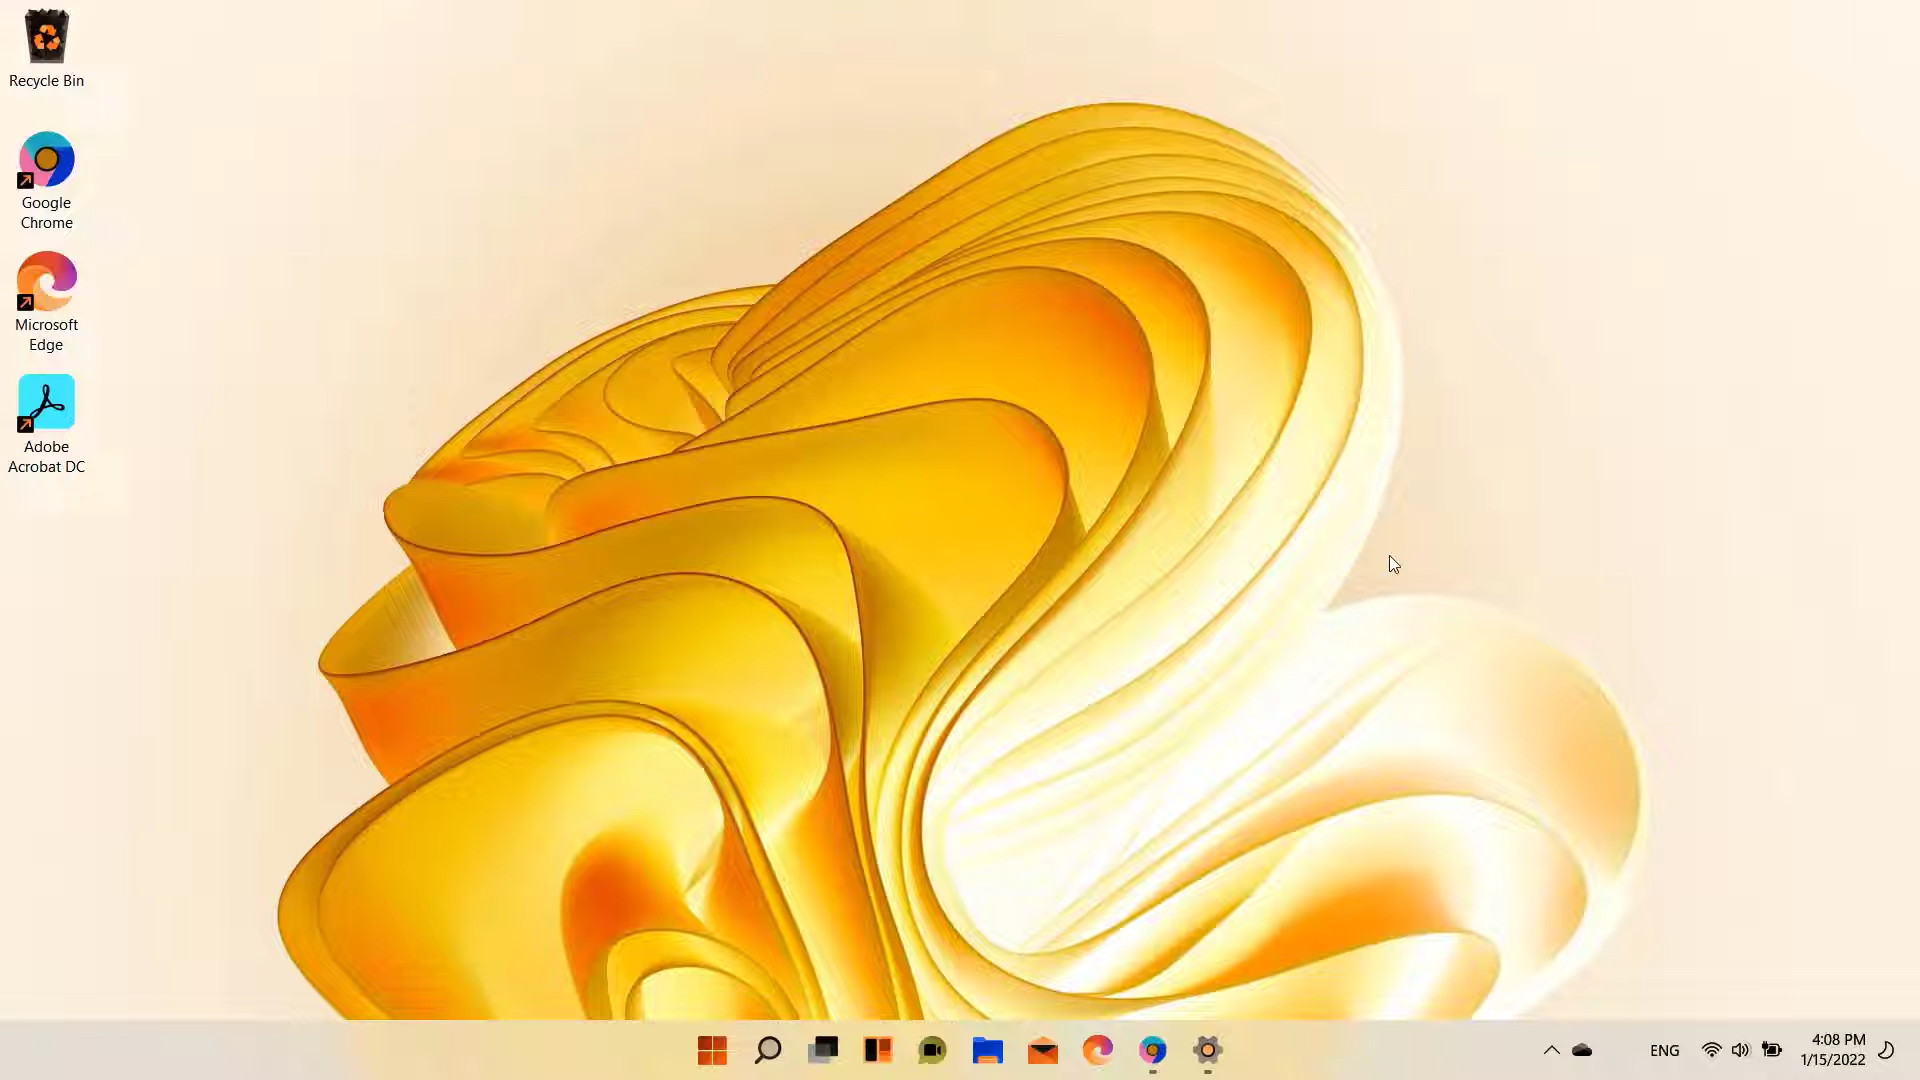 Recycle Bin
Google
Chrome
Microsoft
Edge
Adobe
Acrobat DC
ENG
4:08 PM
1/15/2022